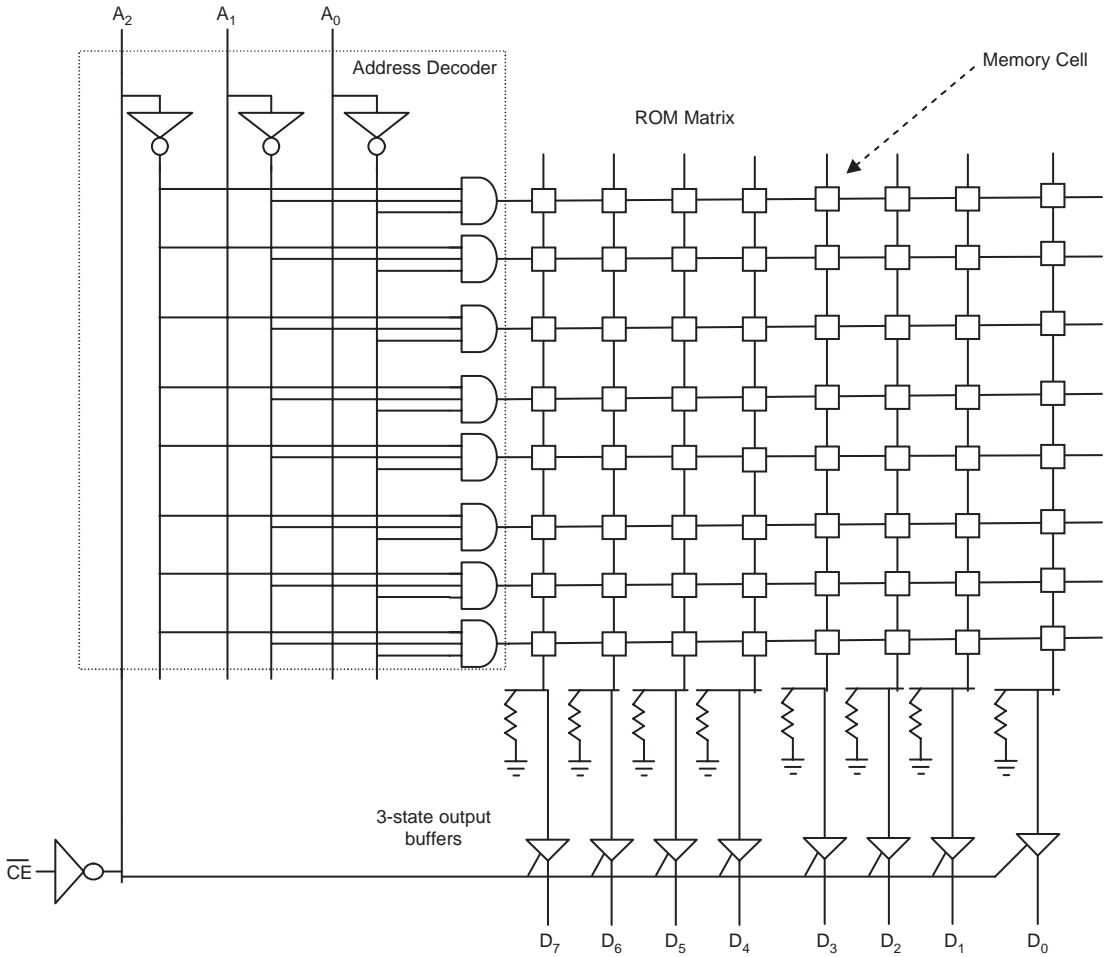 A₂ A₁ A₀
Address Decoder
Memory Cell
ROM Matrix
3-state output
buffers
C̅E̅
D₇ D₆ D₅ D₄ D₃ D₂ D₁ D₀